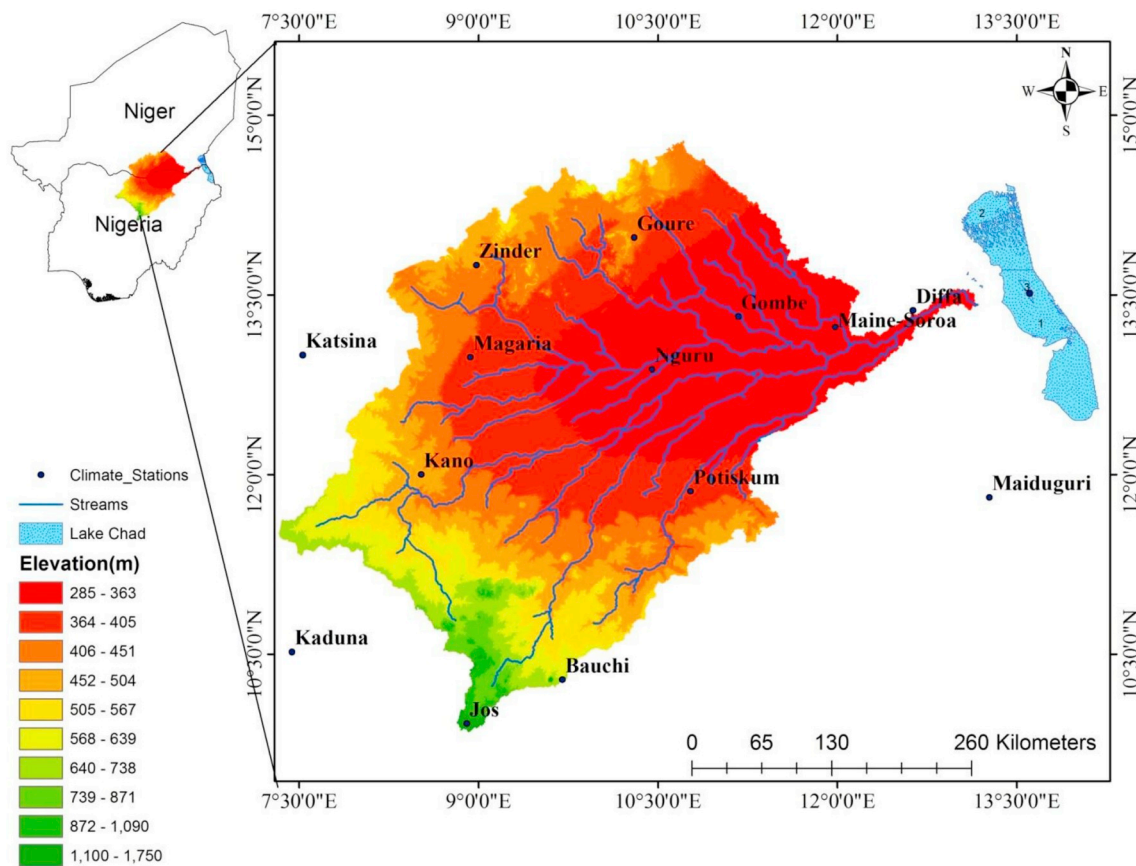 7°30'0"E 9°0'0"E 10°30'0"E 12°0'0"E 13°30'0"E
Niger
Nigeria
N
W E
S
15°0'0"N
13°30'0"N
12°0'0"N
10°30'0"N
15°0'0"N
13°30'0"N
12°0'0"N
10°30'0"N
2
3
1
Goure
Zinder
Diffa
Gombe
Maine-Soroa
Katsina
Magaria
Nguru
Kano
Potiskum
Maiduguri
Kaduna
Bauchi
Jos
Climate_Stations
Streams
Lake Chad
Elevation(m)
285 - 363
364 - 405
406 - 451
452 - 504
505 - 567
568 - 639
640 - 738
739 - 871
872 - 1,090
1,100 - 1,750
0 65 130 260 Kilometers
7°30'0"E 9°0'0"E 10°30'0"E 12°0'0"E 13°30'0"E